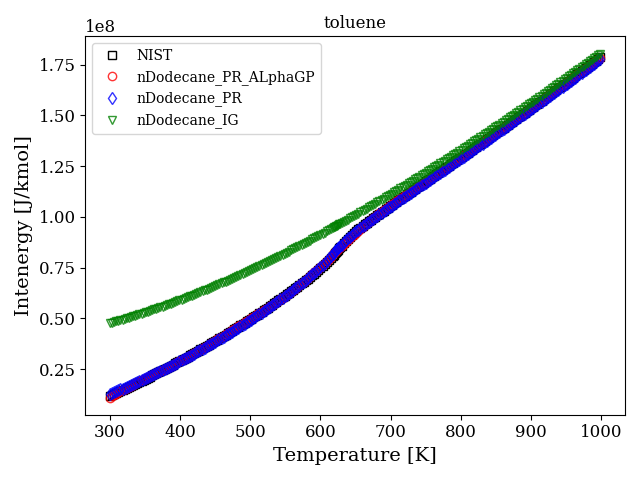 toluene
1e8
NIST
nDodecane_PR_ALphaGP
nDodecane_PR
nDodecane_IG
1.75
1.50
1.25
1.00
0.75
0.50
0.25
Intenergy [J/kmol]
300 400 500 600 700 800 900 1000
Temperature [K]